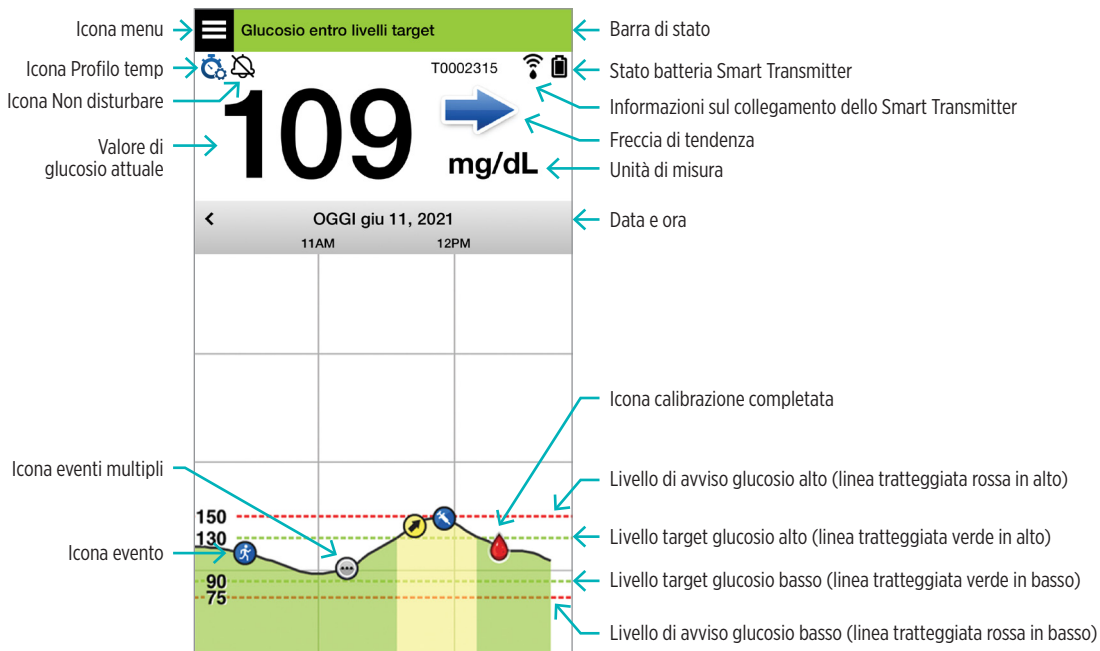 Icona menu
Icona Profilo temp
Icona Non disturbare
Valore di
glucosio attuale
Icona eventi multipli
Icona evento
Glucosio entro livelli target
T0002315
109
mg/dL
OGGI giu 11, 2021
11AM
12PM
150
130
90
75
Barra di stato
Stato batteria Smart Transmitter
Informazioni sul collegamento dello Smart Transmitter
Freccia di tendenza
Unità di misura
Data e ora
Icona calibrazione completata
Livello di avviso glucosio alto (linea tratteggiata rossa in alto)
Livello target glucosio alto (linea tratteggiata verde in alto)
Livello target glucosio basso (linea tratteggiata verde in basso)
Livello di avviso glucosio basso (linea tratteggiata rossa in basso)